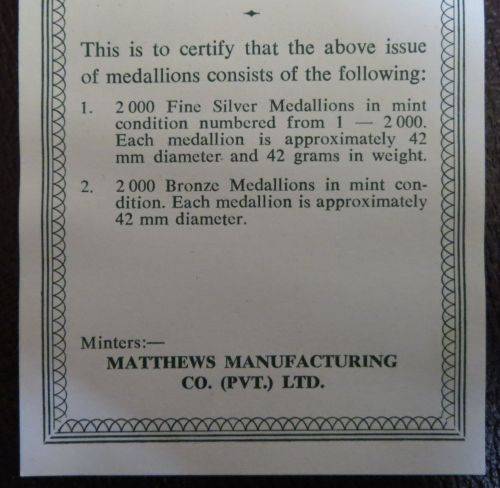 This is to certify that the above issue
of medallions consists of the following:
1. 2 000 Fine Silver Medallions in mint
condition numbered from 1 — 2 000.
Each medallion is approximately 42
mm diameter and 42 grams in weight.
2. 2 000 Bronze Medallions in mint con-
dition. Each medallion is approximately
42 mm diameter.
Minters:—
MATTHEWS MANUFACTURING
CO. (PVT.) LTD.